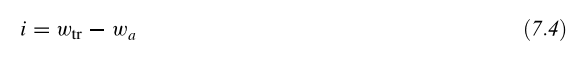 i = w_tr − w_a (7.4)